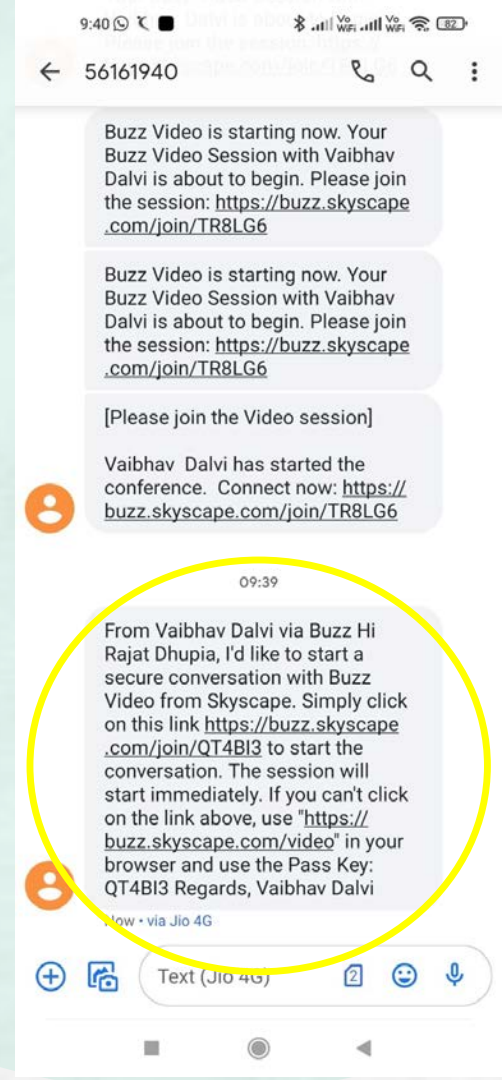 9:40
Vo WiFi Vo WiFi 82
56161940
Buzz Video is starting now. Your
Buzz Video Session with Vaibhav
Dalvi is about to begin. Please join
the session: https://buzz.skyscape
.com/join/TR8LG6
Buzz Video is starting now. Your
Buzz Video Session with Vaibhav
Dalvi is about to begin. Please join
the session: https://buzz.skyscape
.com/join/TR8LG6
[Please join the Video session]
Vaibhav  Dalvi has started the
conference.  Connect now: https://
buzz.skyscape.com/join/TR8LG6
09:39
From Vaibhav Dalvi via Buzz Hi
Rajat Dhupia, I'd like to start a
secure conversation with Buzz
Video from Skyscape. Simply click
on this link https://buzz.skyscape
.com/join/QT4BI3 to start the
conversation. The session will
start immediately. If you can't click
on the link above, use "https://
buzz.skyscape.com/video" in your
browser and use the Pass Key:
QT4BI3 Regards, Vaibhav Dalvi
Now • via Jio 4G
Text (Jio 4G)
2